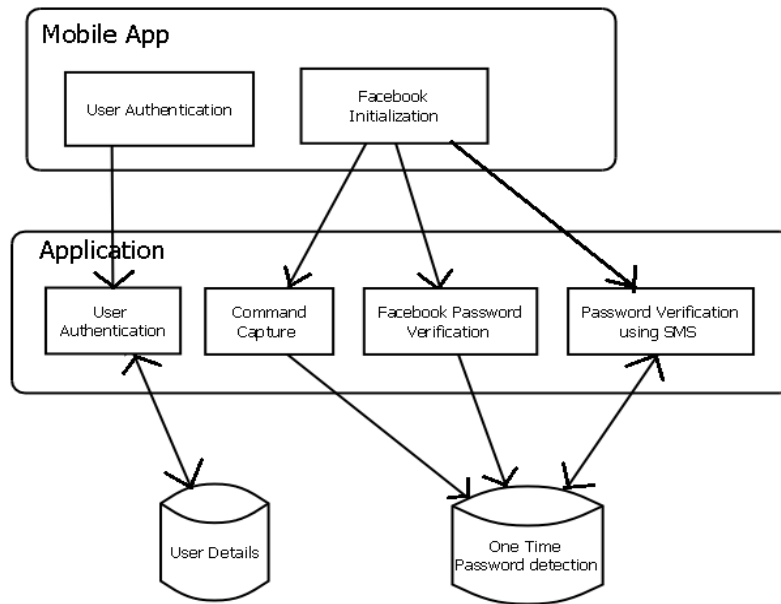 Mobile App
User Authentication
Facebook
Initialization
Application
User
Authentication
Command
Capture
Facebook Password
Verification
Password Verification
using SMS
User Details
One Time
Password detection